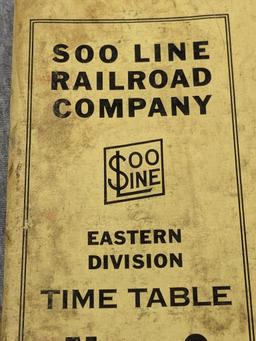 SOO LINE
RAILROAD
COMPANY
SOO
LINE
EASTERN
DIVISION
TIME TABLE